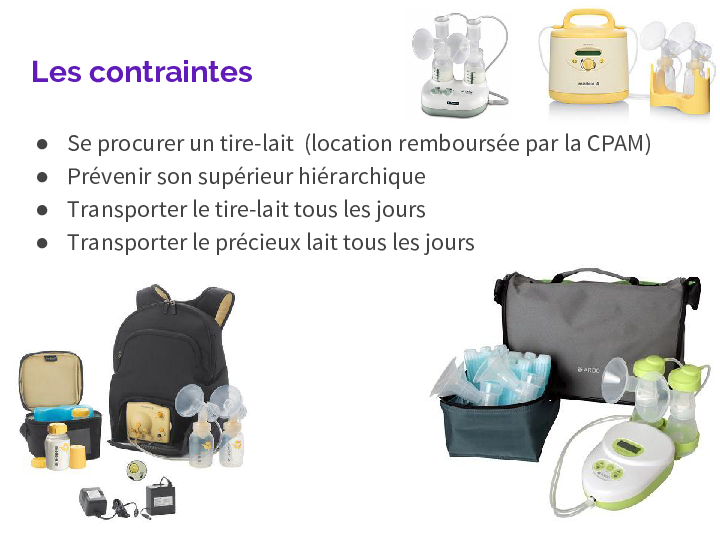 Les contraintes
● Se procurer un tire-lait (location remboursée par la CPAM)
● Prévenir son supérieur hiérarchique
● Transporter le tire-lait tous les jours
● Transporter le précieux lait tous les jours
ARDO